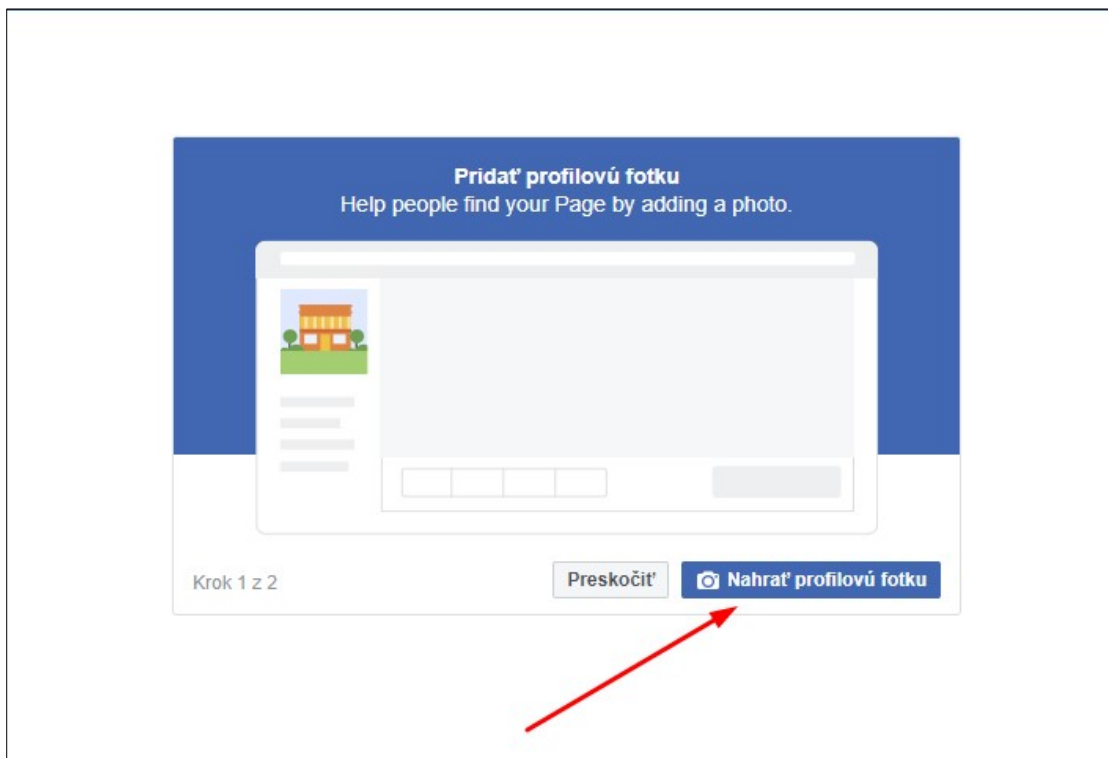 Pridať profilovú fotku
Help people find your Page by adding a photo.
Krok 1 z 2
Preskočiť
Nahrať profilovú fotku